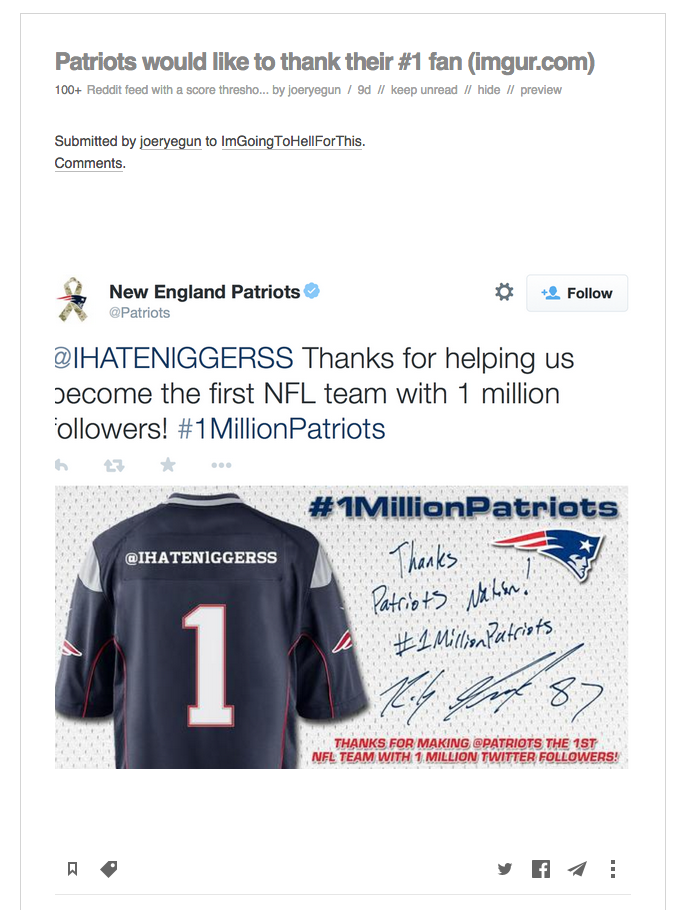 Patriots would like to thank their #1 fan (imgur.com)
100+ Reddit feed with a score thresho... by joeryegun / 9d // keep unread // hide // preview
Submitted by joeryegun to ImGoingToHellForThis.
Comments.
New England Patriots
@Patriots
Follow
@IHATENIGGERSS Thanks for helping us
become the first NFL team with 1 million
followers! #1MillionPatriots
#1MillionPatriots
@IHATENIGGERSS
1
Thanks
Patriots Nation!
#1MillionPatriots
87
THANKS FOR MAKING @PATRIOTS THE 1ST
NFL TEAM WITH 1 MILLION TWITTER FOLLOWERS!